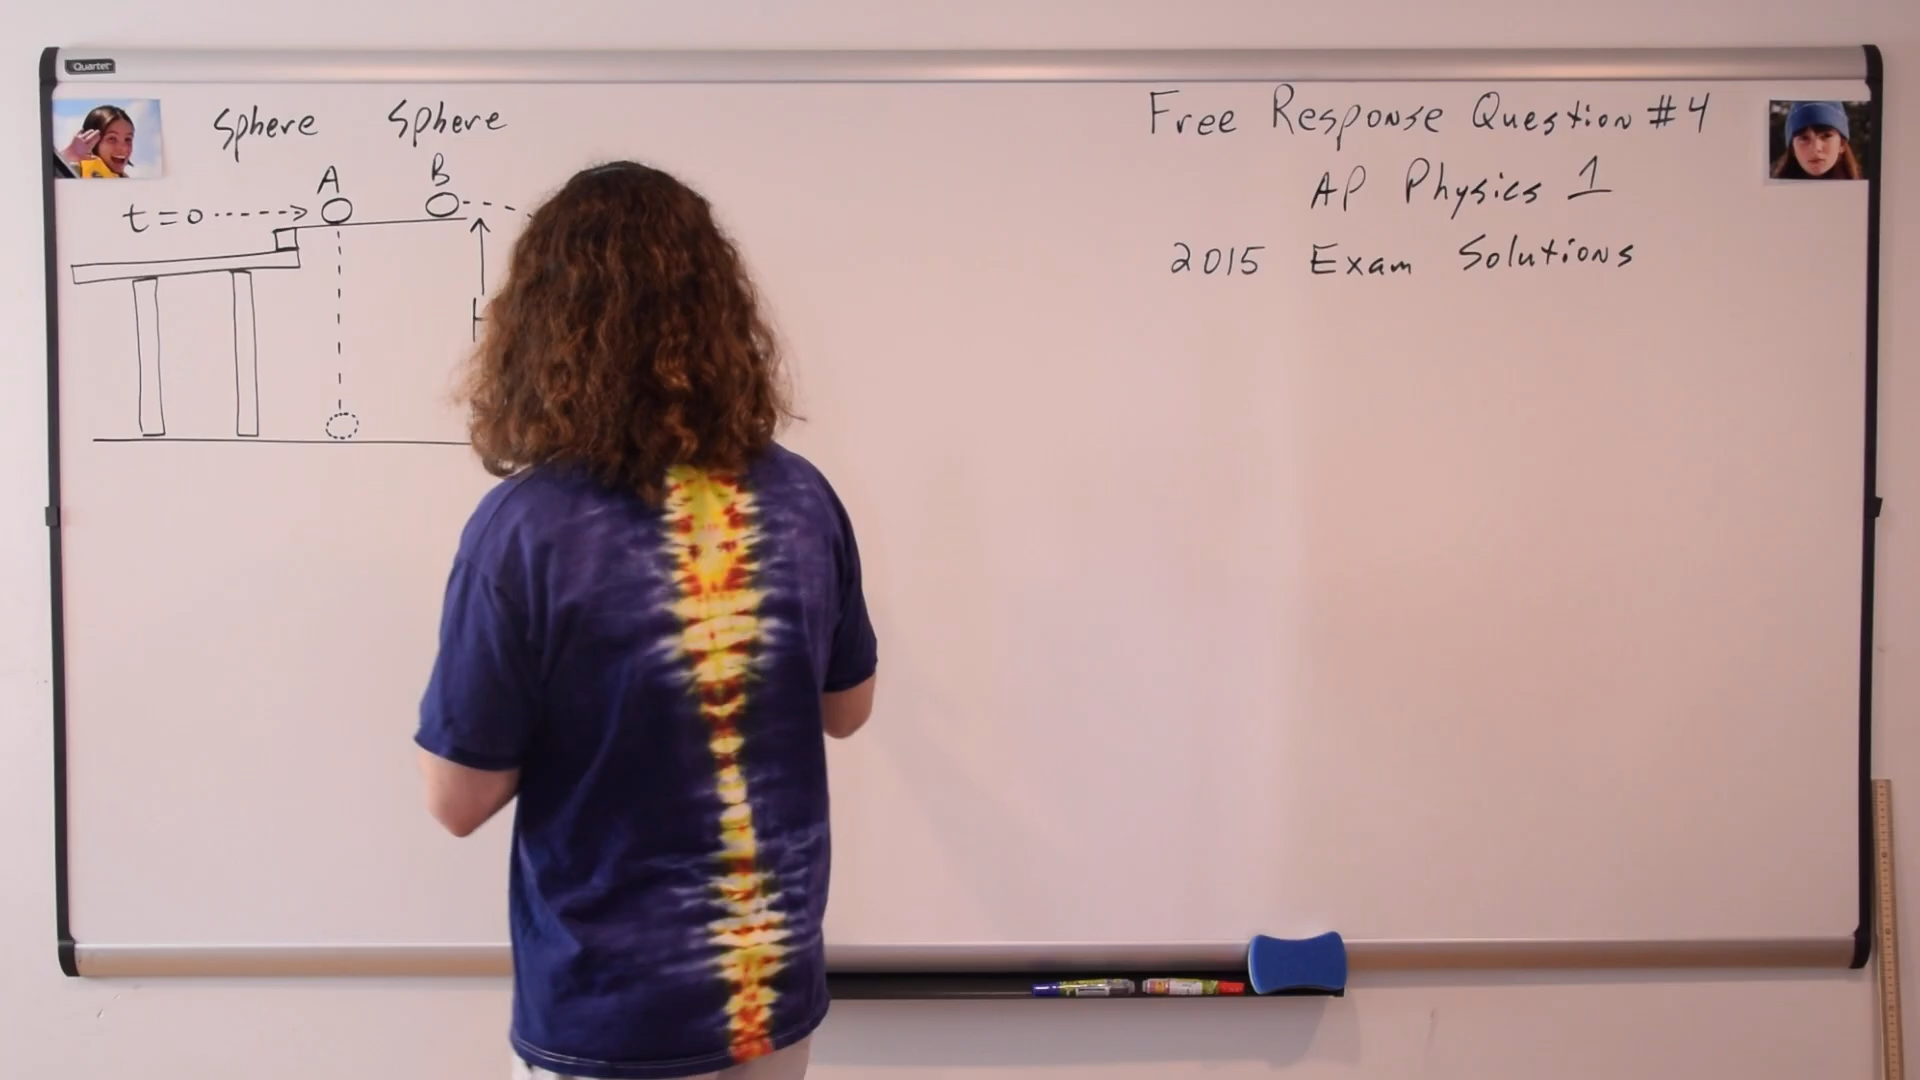 Quartet
Sphere Sphere
A B
t=0
H
Free Response Question #4
AP Physics 1
2015 Exam Solutions